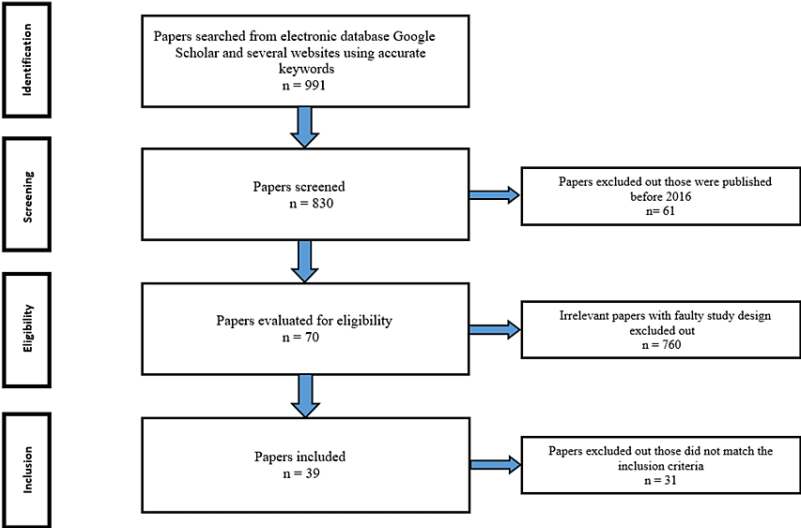 Identification
Papers searched from electronic database Google
Scholar and several websites using accurate
keywords
n = 991
Screening
Papers screened
n = 830
Papers excluded out those were published
before 2016
n= 61
Eligibility
Papers evaluated for eligibility
n = 70
Irrelevant papers with faulty study design
excluded out
n = 760
Inclusion
Papers included
n = 39
Papers excluded out those did not match the
inclusion criteria
n = 31